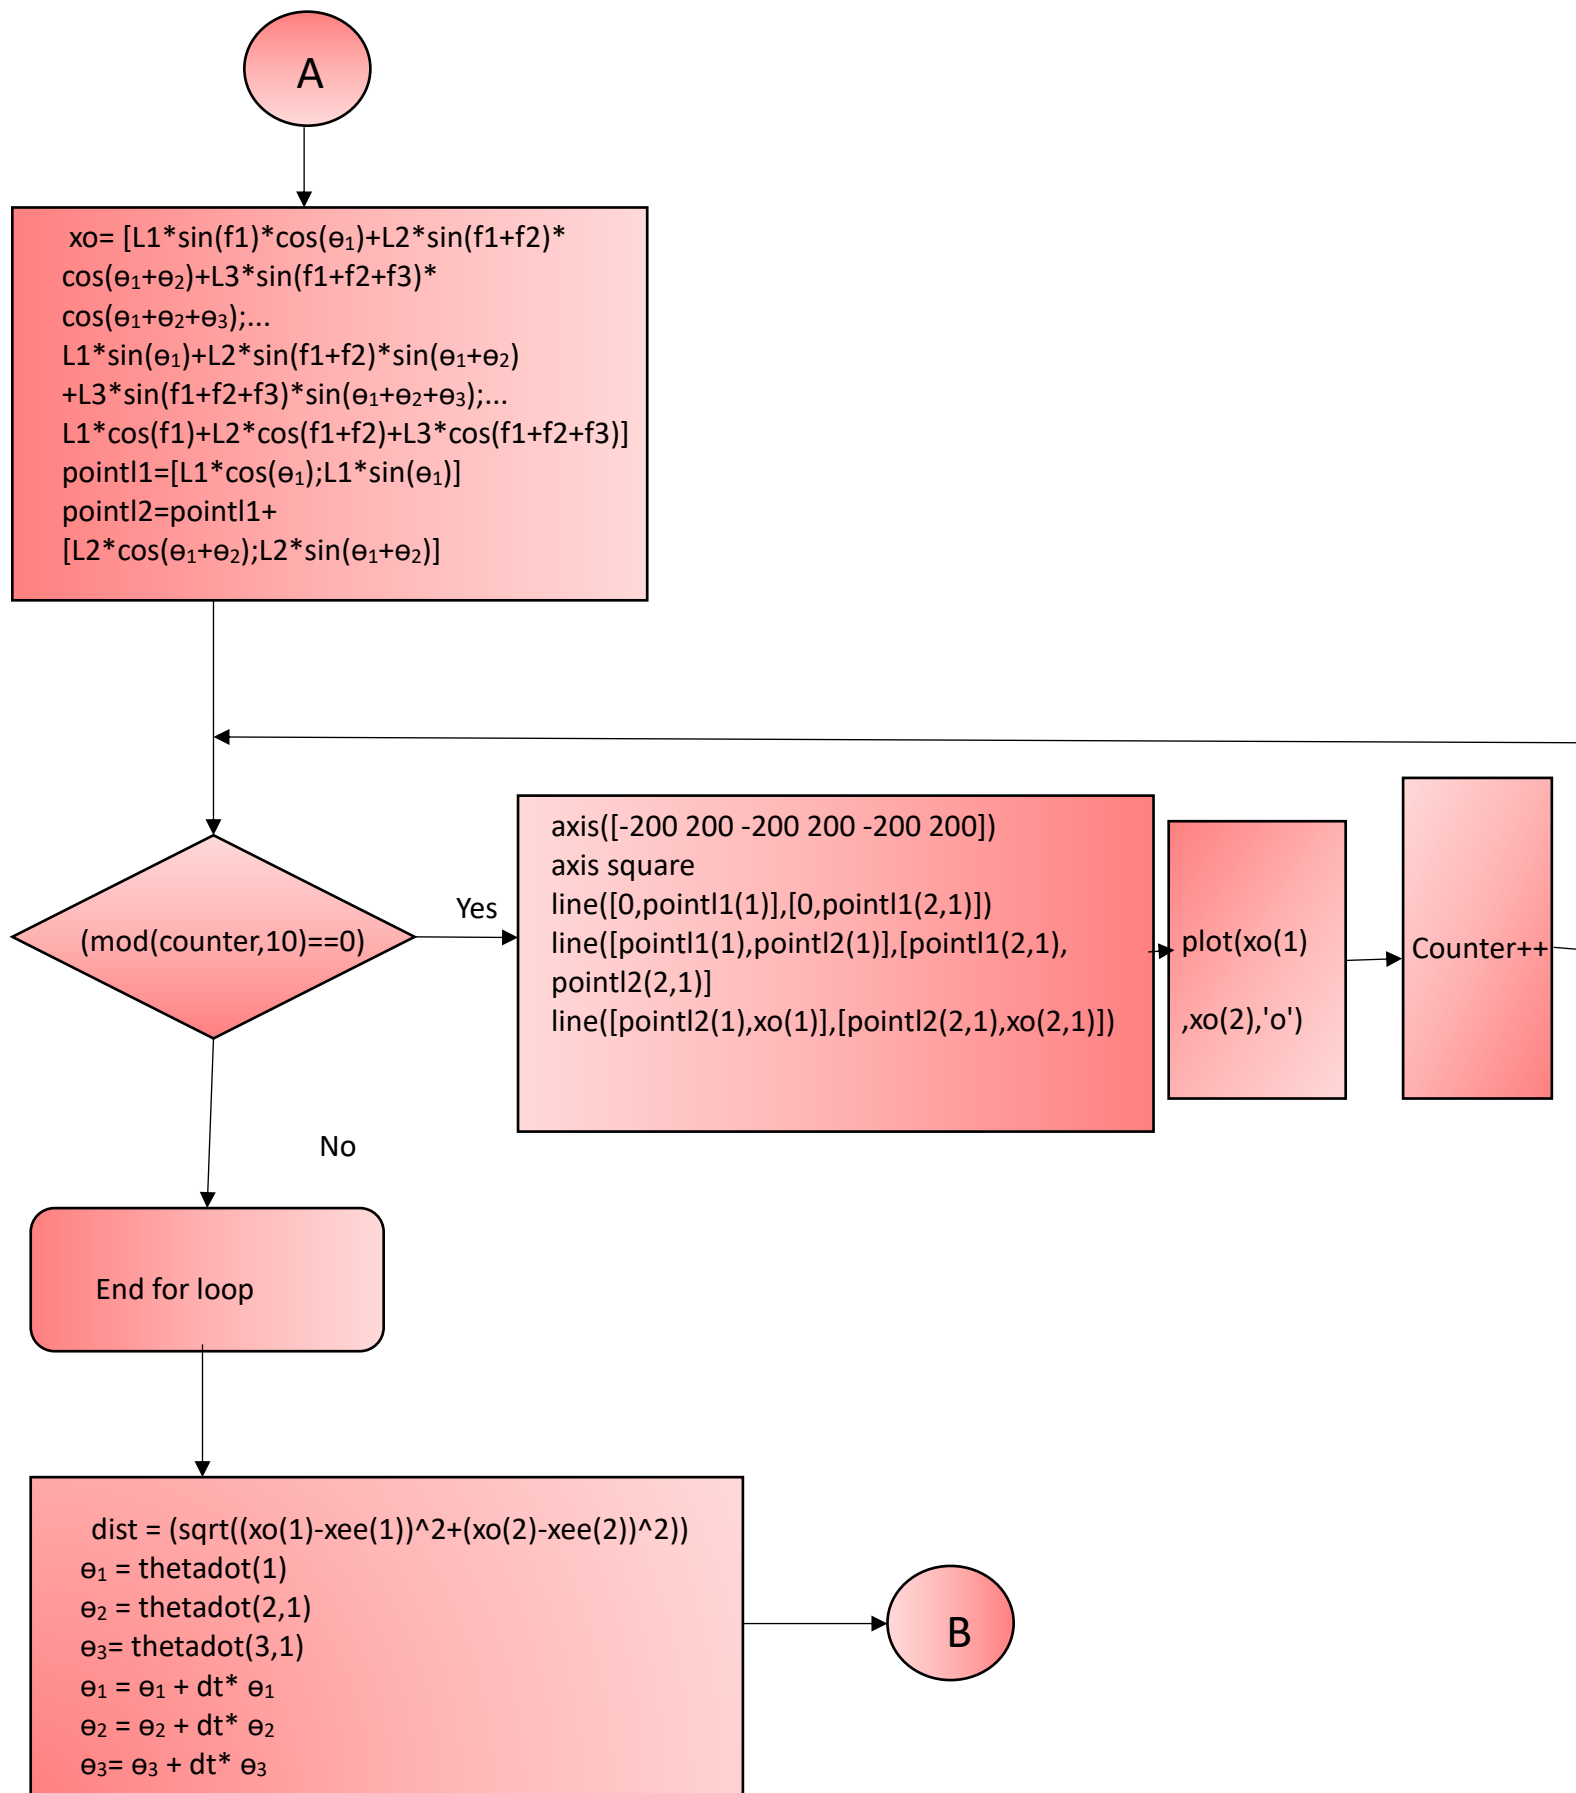 A
xo= [L1*sin(f1)*cos(ɵ₁)+L2*sin(f1+f2)*
cos(ɵ₁+ɵ₂)+L3*sin(f1+f2+f3)*
cos(ɵ₁+ɵ₂+ɵ₃);...
L1*sin(ɵ₁)+L2*sin(f1+f2)*sin(ɵ₁+ɵ₂)
+L3*sin(f1+f2+f3)*sin(ɵ₁+ɵ₂+ɵ₃);...
L1*cos(f1)+L2*cos(f1+f2)+L3*cos(f1+f2+f3)]
pointl1=[L1*cos(ɵ₁);L1*sin(ɵ₁)]
pointl2=pointl1+
[L2*cos(ɵ₁+ɵ₂);L2*sin(ɵ₁+ɵ₂)]
(mod(counter,10)==0)
Yes
axis([-200 200 -200 200 -200 200])
axis square
line([0,pointl1(1)],[0,pointl1(2,1)])
line([pointl1(1),pointl2(1)],[pointl1(2,1),
pointl2(2,1)]
line([pointl2(1),xo(1)],[pointl2(2,1),xo(2,1)])
plot(xo(1)
,xo(2),'o')
Counter++
No
End for loop
dist = (sqrt((xo(1)-xee(1))^2+(xo(2)-xee(2))^2))
ɵ₁ = thetadot(1)
ɵ₂ = thetadot(2,1)
ɵ₃= thetadot(3,1)
ɵ₁ = ɵ₁ + dt* ɵ₁
ɵ₂ = ɵ₂ + dt* ɵ₂
ɵ₃= ɵ₃ + dt* ɵ₃
B